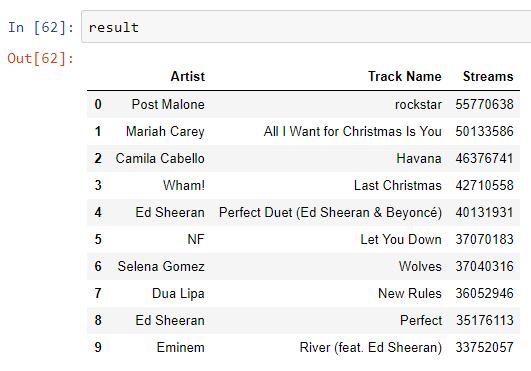 In [62]: result
Out[62]:
Artist Track Name Streams
0 Post Malone rockstar 55770638
1 Mariah Carey All I Want for Christmas Is You 50133586
2 Camila Cabello Havana 46376741
3 Wham! Last Christmas 42710558
4 Ed Sheeran Perfect Duet (Ed Sheeran & Beyoncé) 40131931
5 NF Let You Down 37070183
6 Selena Gomez Wolves 37040316
7 Dua Lipa New Rules 36052946
8 Ed Sheeran Perfect 35176113
9 Eminem River (feat. Ed Sheeran) 33752057